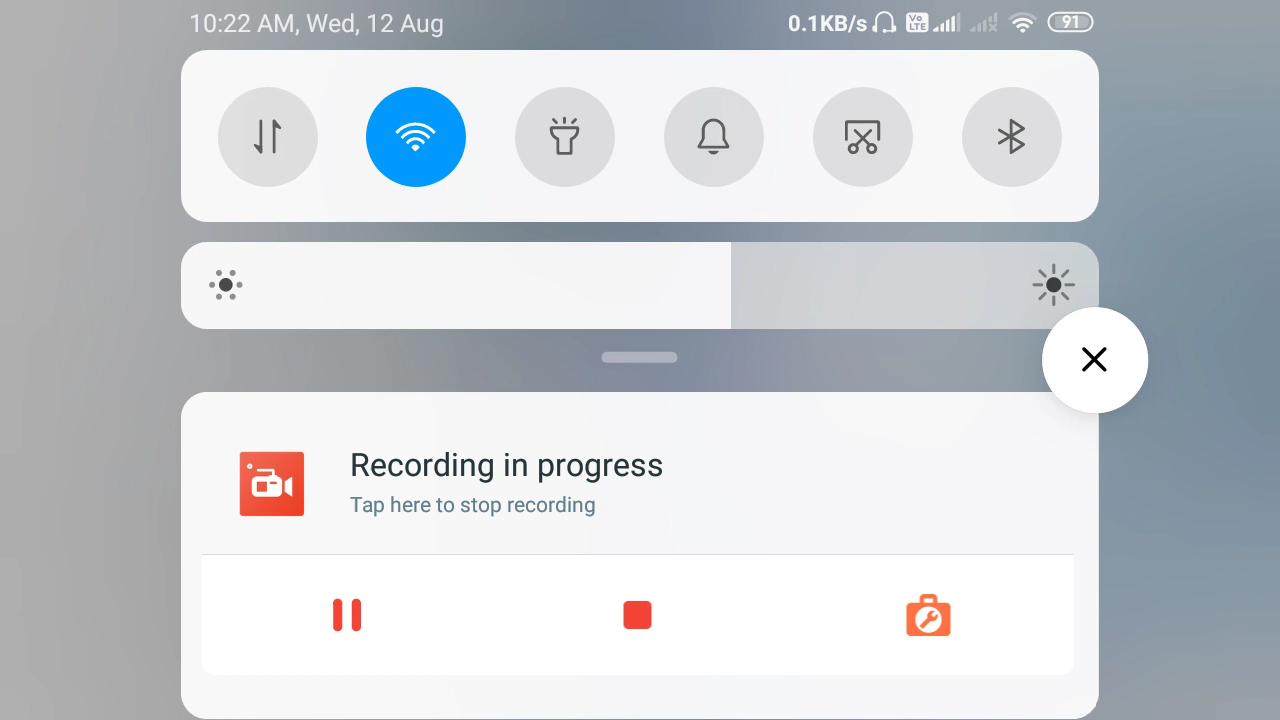 10:22 AM, Wed, 12 Aug 0.1KB/s Vo LTE 91
Recording in progress
Tap here to stop recording